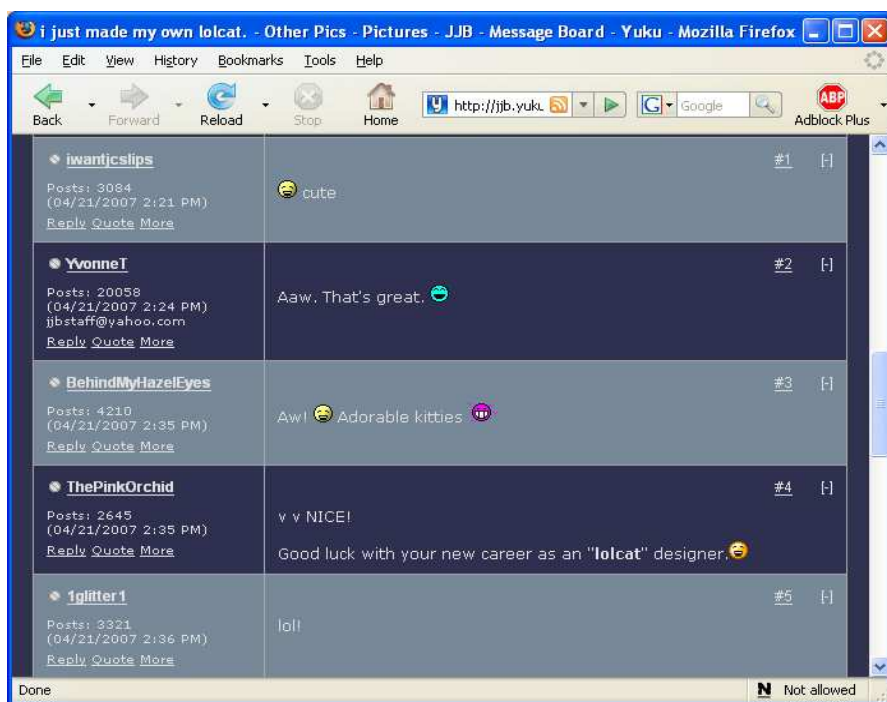 i just made my own lolcat. - Other Pics - Pictures - JJB - Message Board - Yuku - Mozilla Firefox
File Edit View History Bookmarks Tools Help
Back Forward Reload Stop Home http://jjb.yuku Google ABP Adblock Plus
iwantjcslips #1 [-]
Posts: 3084
(04/21/2007 2:21 PM)
cute
Reply Quote More
YvonneT #2 [-]
Posts: 20058
(04/21/2007 2:24 PM)
jjbstaff@yahoo.com
Aaw. That's great.
Reply Quote More
BehindMyHazelEyes #3 [-]
Posts: 4210
(04/21/2007 2:35 PM)
Aw! Adorable kitties
Reply Quote More
ThePinkOrchid #4 [-]
Posts: 2645
(04/21/2007 2:35 PM)
v v NICE!
Reply Quote More
Good luck with your new career as an "lolcat" designer.
1glitter1 #5 [-]
Posts: 3321
(04/21/2007 2:36 PM)
lol!
Reply Quote More
Done N Not allowed